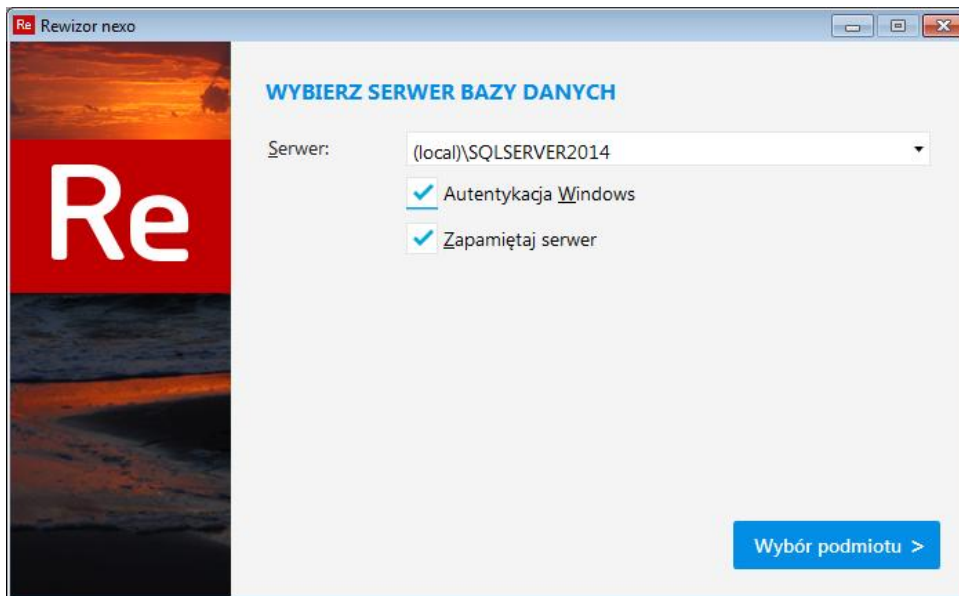 Re Rewizor nexo
WYBIERZ SERWER BAZY DANYCH
Serwer: (local)\SQLSERVER2014
Autentykacja Windows
Zapamiętaj serwer
Re
Wybór podmiotu >